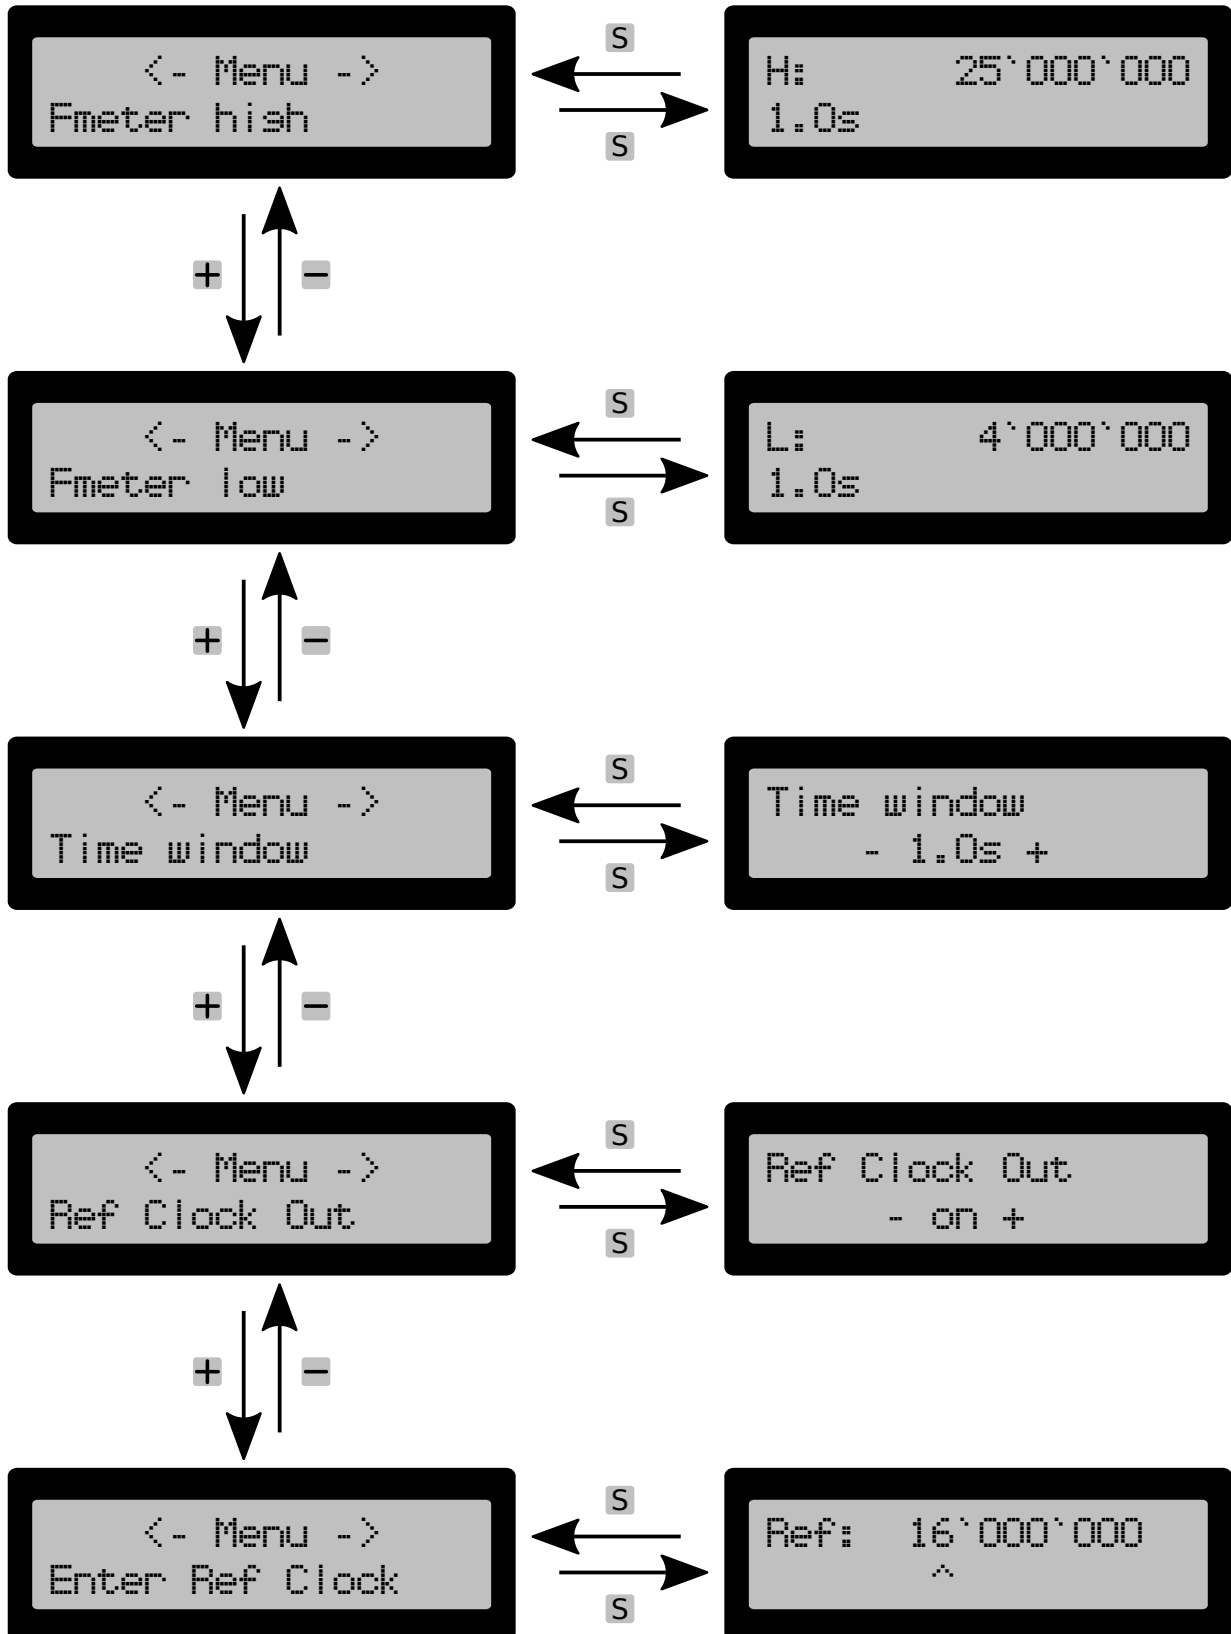 <- Menu ->
Fmeter high
S
S
H: 25`000`000
1.0s
+ -
<- Menu ->
Fmeter low
S
S
L: 4`000`000
1.0s
+ -
<- Menu ->
Time window
S
S
Time window
- 1.0s +
+ -
<- Menu ->
Ref Clock Out
S
S
Ref Clock Out
- on +
+ -
<- Menu ->
Enter Ref Clock
S
S
Ref: 16`000`000
^